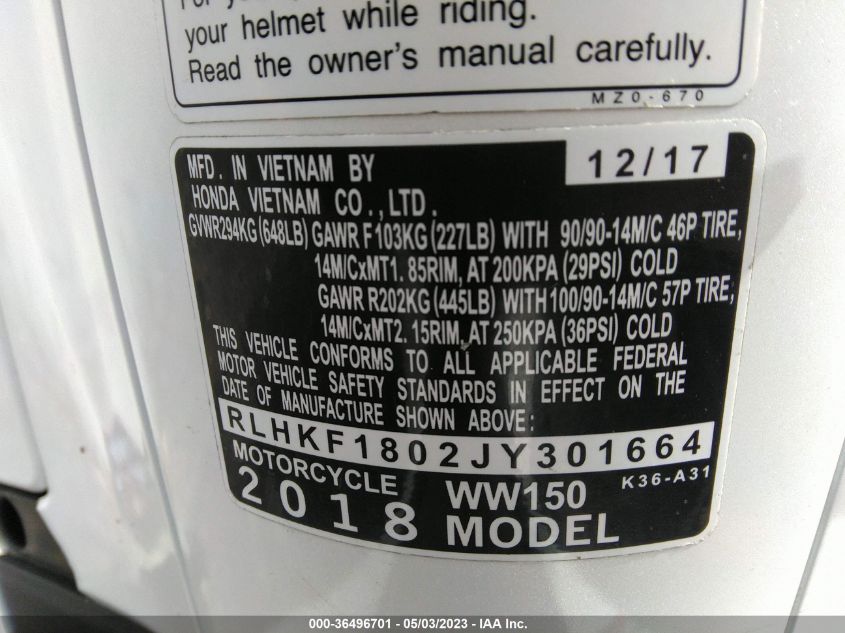 your helmet while riding.
Read the owner's manual carefully.
MZ0-670
MFD. IN VIETNAM BY 12/17
HONDA VIETNAM CO.,LTD.
GVWR294KG (648LB) GAWR F 103KG (227LB) WITH 90/90-14M/C 46P TIRE,
14M/CxMT1.85RIM, AT 200KPA (29PSI) COLD
GAWR R202KG (445LB) WITH 100/90-14M/C 57P TIRE,
14M/CxMT2.15RIM, AT 250KPA (36PSI) COLD
THIS VEHICLE CONFORMS TO ALL APPLICABLE FEDERAL
MOTOR VEHICLE SAFETY STANDARDS IN EFFECT ON THE
DATE OF MANUFACTURE SHOWN ABOVE:
RLHKF1802JY301664
MOTORCYCLE WW150 K36-A31
2018 MODEL
000-36496701 - 05/03/2023 - IAA Inc.